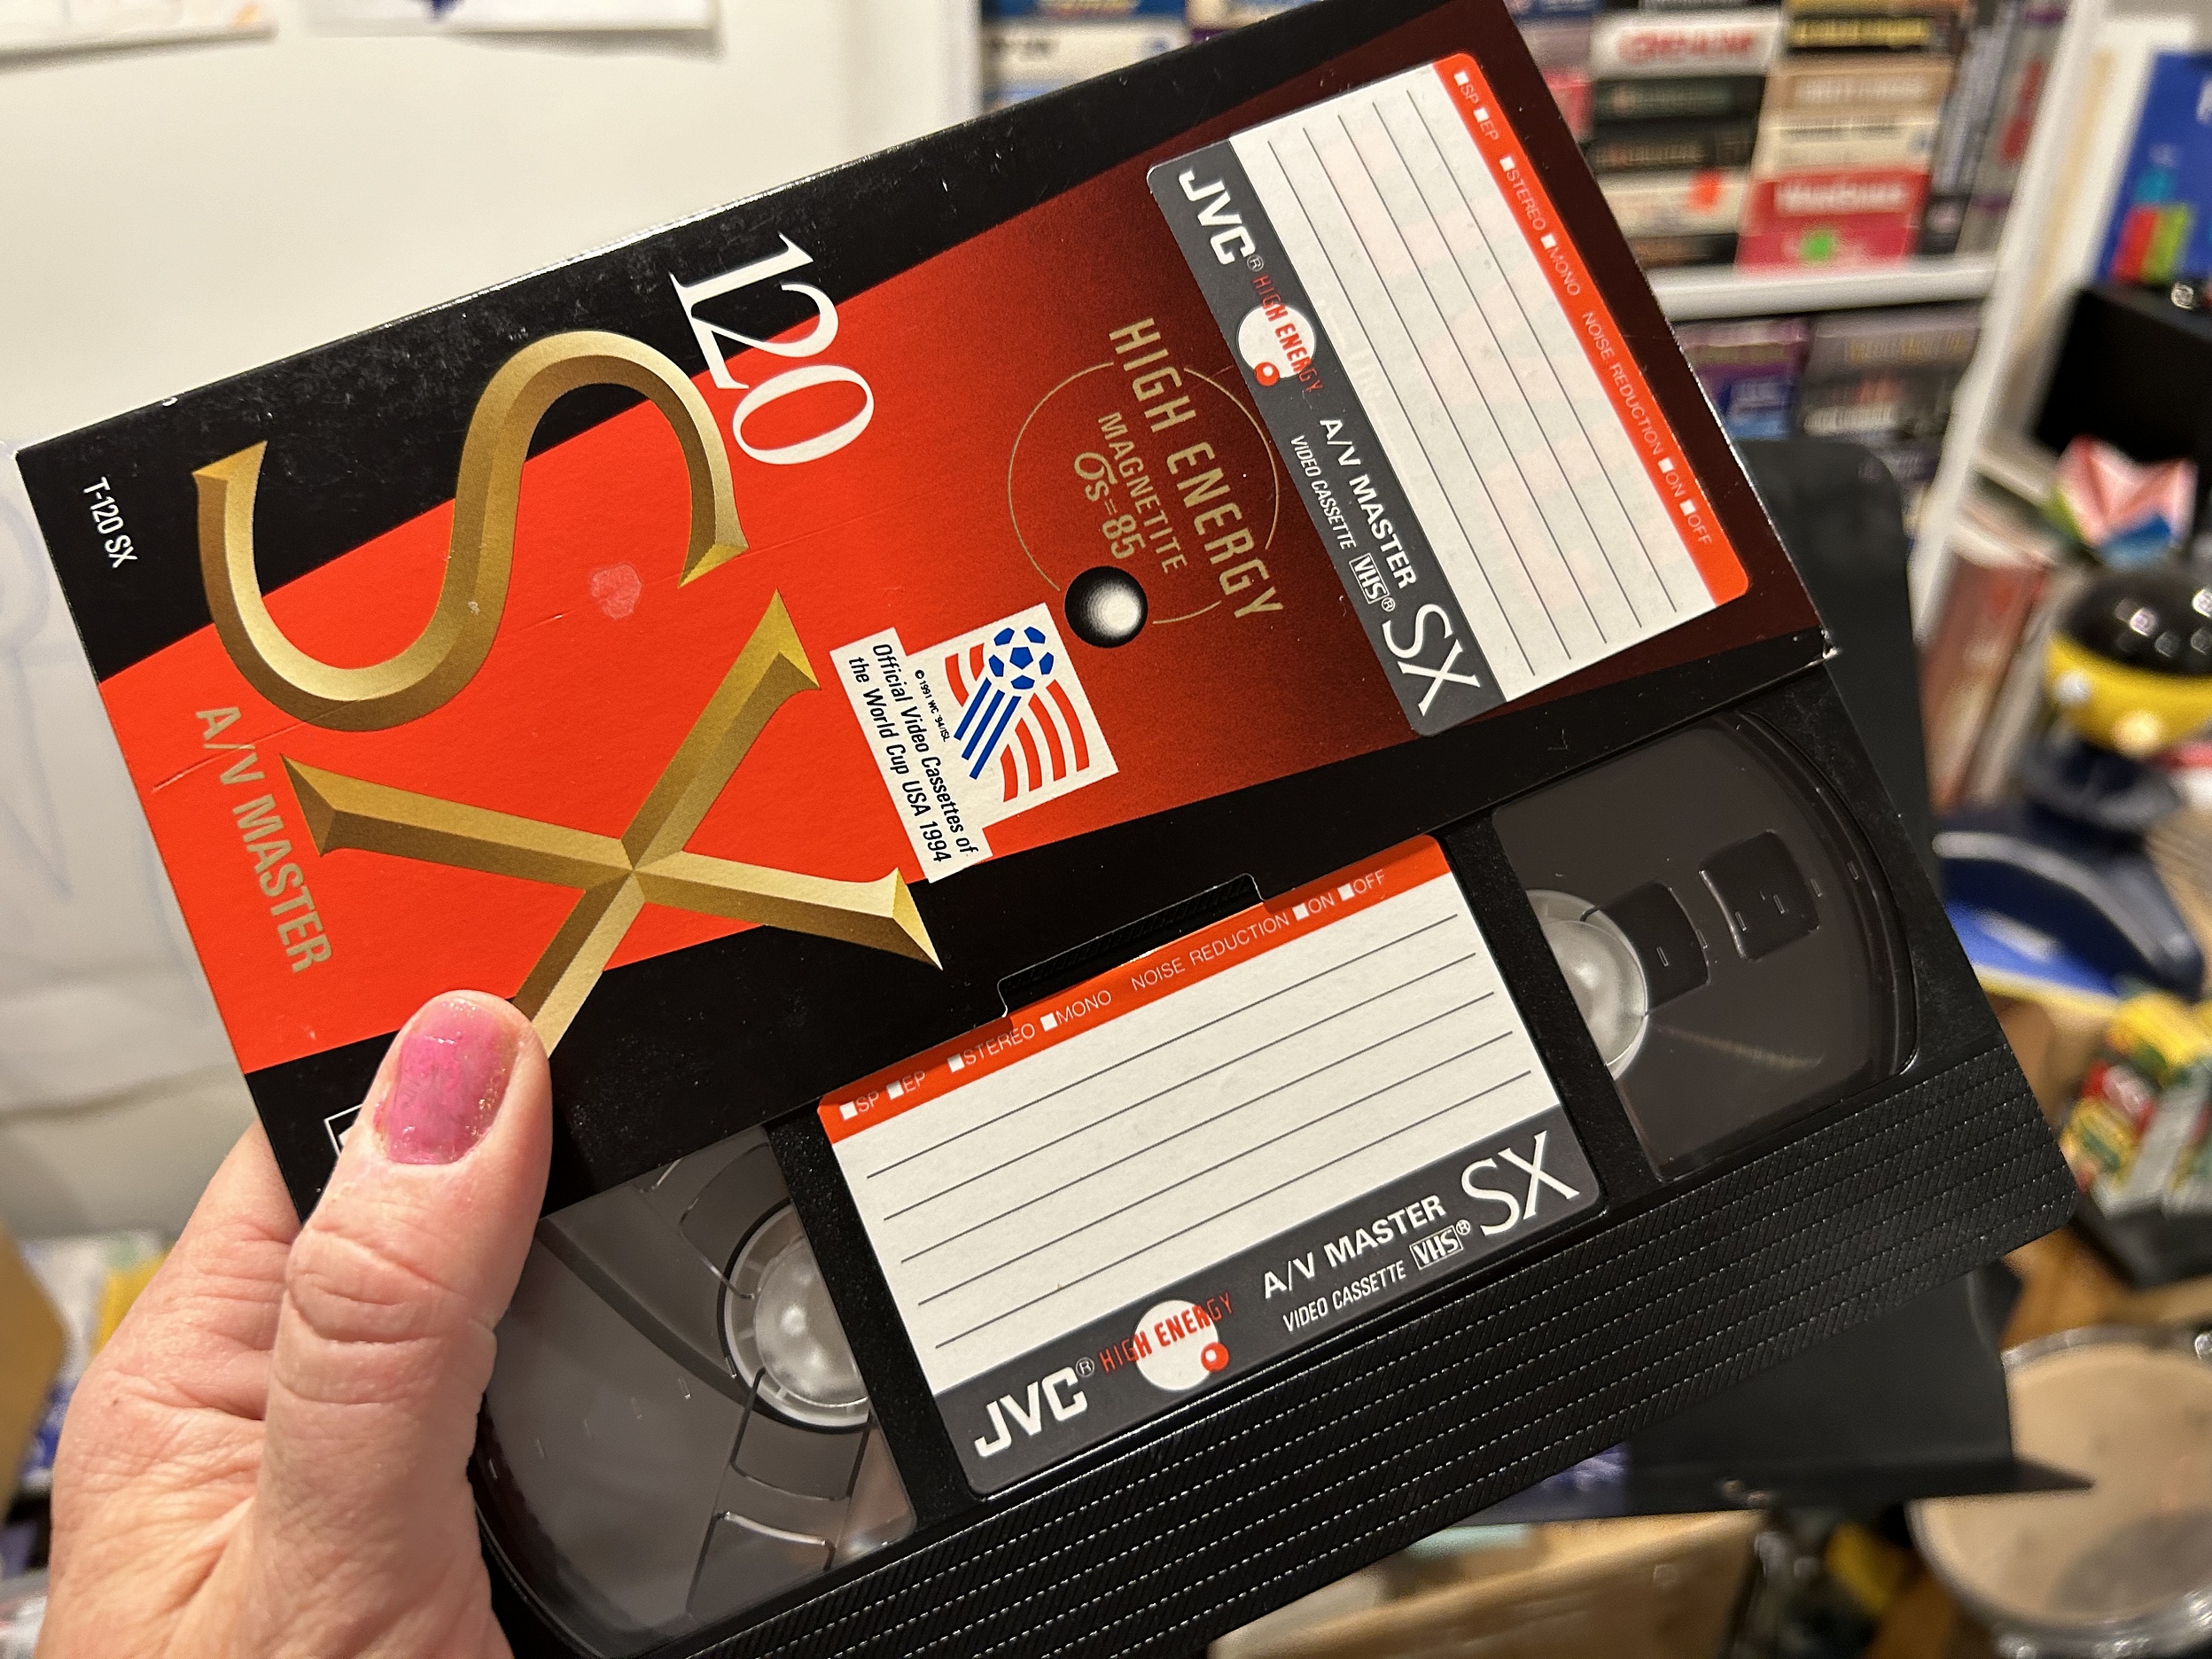 T-120 SX
SX
120
A/V MASTER
HIGH ENERGY
MAGNETITE
σs=85
© 1991 WC '94/ISL
Official Video Cassettes of
the World Cup USA 1994
■SP ■EP ■STEREO ■MONO NOISE REDUCTION ■ON ■OFF
JVC® HIGH ENERGY A/V MASTER SX
VIDEO CASSETTE VHS®
■SP ■EP ■STEREO ■MONO NOISE REDUCTION ■ON ■OFF
JVC® HIGH ENERGY A/V MASTER SX
VIDEO CASSETTE VHS®